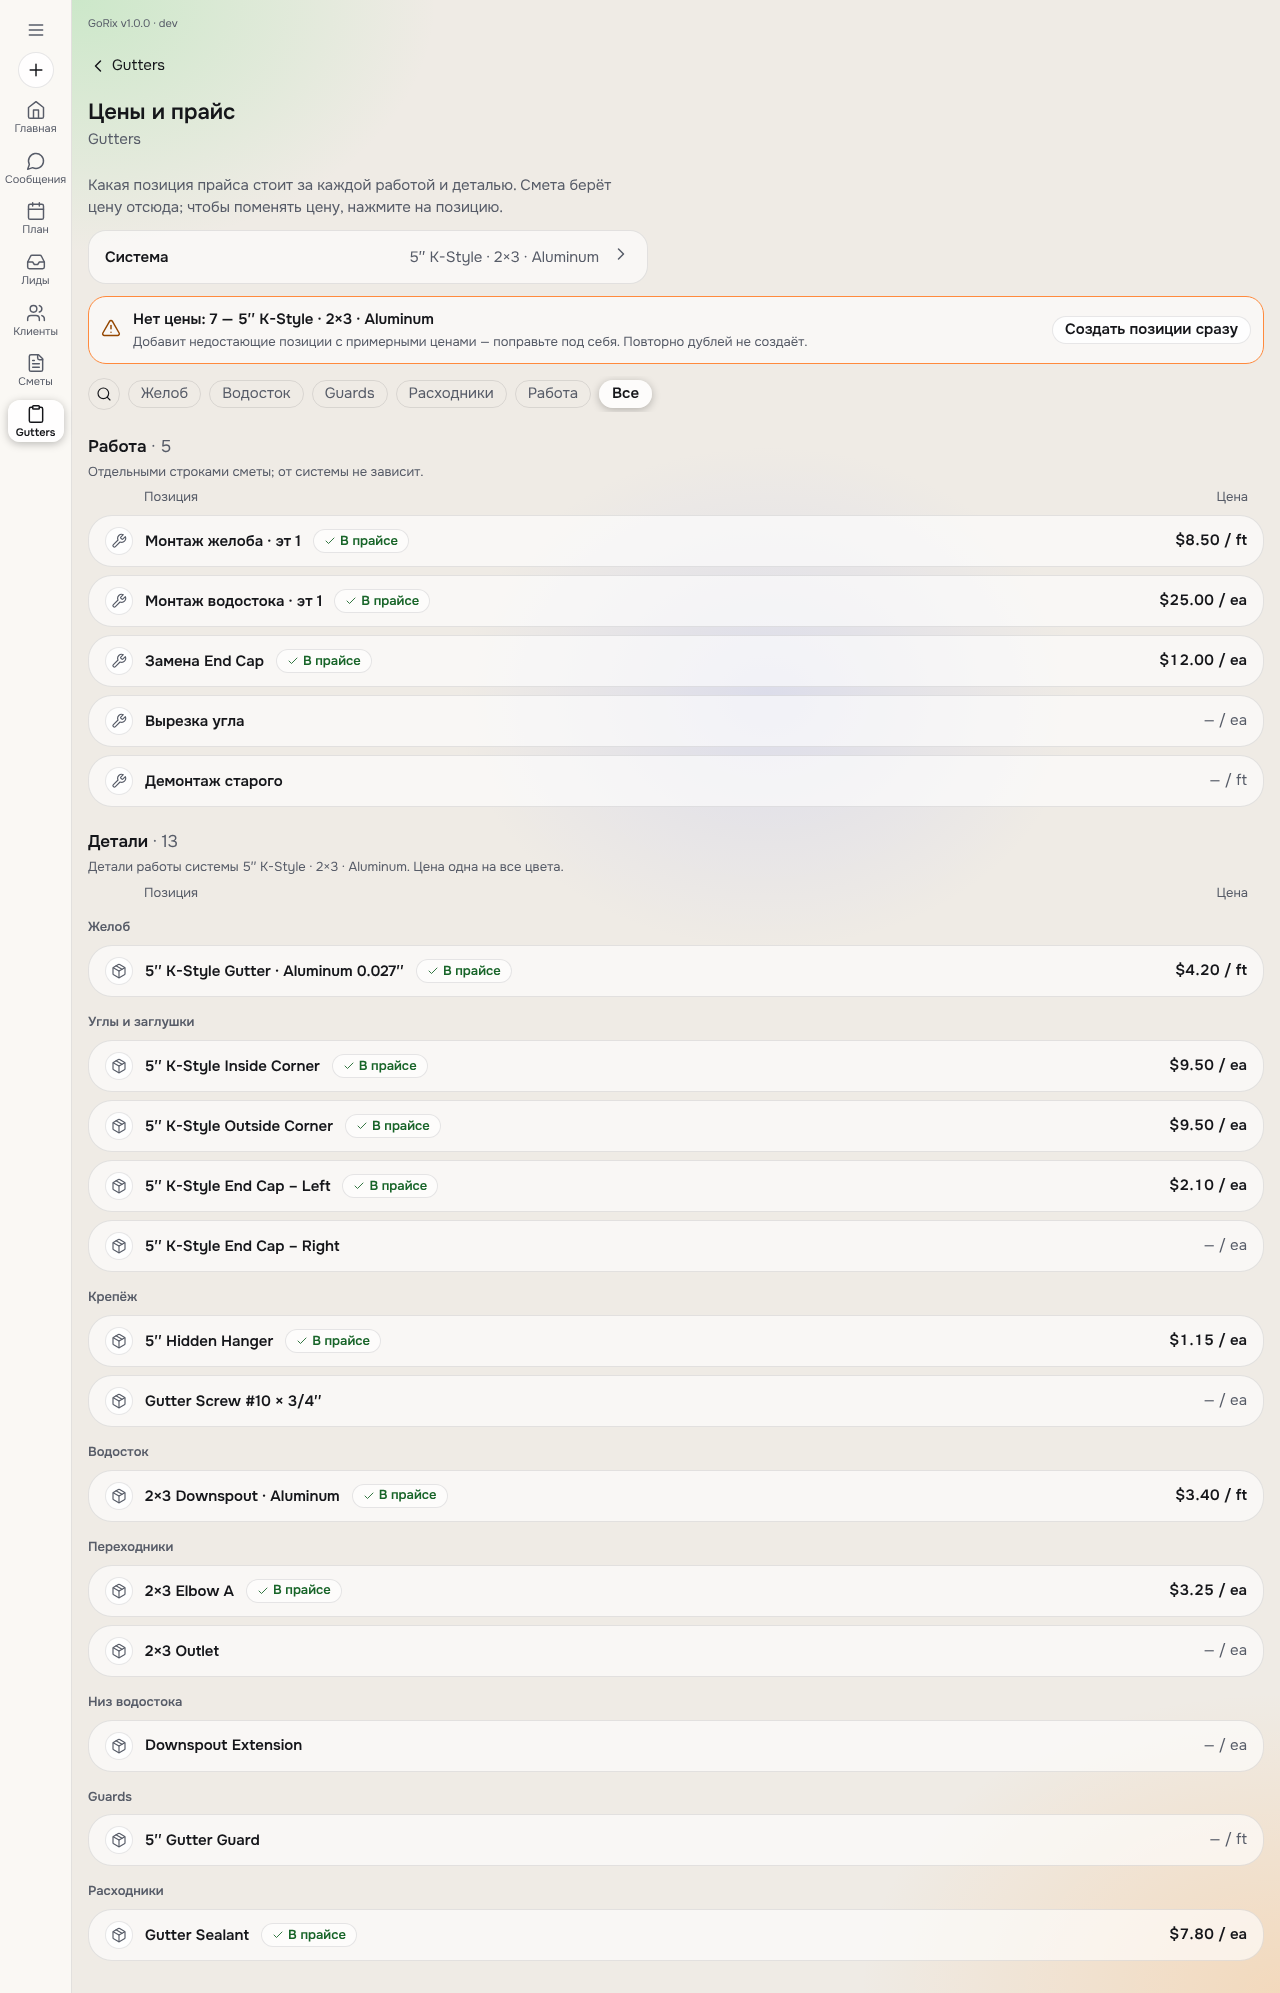 GoRix v1.0.0 · dev
Gutters
Цены и прайс
Gutters
Какая позиция прайса стоит за каждой работой и деталью. Смета берёт
цену отсюда; чтобы поменять цену, нажмите на позицию.
Система
5″ K-Style · 2×3 · Aluminum
Нет цены: 7 — 5″ K-Style · 2×3 · Aluminum
Добавит недостающие позиции с примерными ценами — поправьте под себя. Повторно дублей не создаёт.
Создать позиции сразу
Желоб
Водосток
Guards
Расходники
Работа
Все
Главная
Сообщения
План
Лиды
Клиенты
Сметы
Gutters
Работа · 5
Отдельными строками сметы; от системы не зависит.
Позиция
Цена
Монтаж желоба · эт 1
В прайсе
$8.50 / ft
Монтаж водостока · эт 1
В прайсе
$25.00 / ea
Замена End Cap
В прайсе
$12.00 / ea
Вырезка угла
— / ea
Демонтаж старого
— / ft
Детали · 13
Детали работы системы 5″ K-Style · 2×3 · Aluminum. Цена одна на все цвета.
Позиция
Цена
Желоб
5″ K-Style Gutter · Aluminum 0.027″
В прайсе
$4.20 / ft
Углы и заглушки
5″ K-Style Inside Corner
В прайсе
$9.50 / ea
5″ K-Style Outside Corner
В прайсе
$9.50 / ea
5″ K-Style End Cap – Left
В прайсе
$2.10 / ea
5″ K-Style End Cap – Right
— / ea
Крепёж
5″ Hidden Hanger
В прайсе
$1.15 / ea
Gutter Screw #10 × 3/4″
— / ea
Водосток
2×3 Downspout · Aluminum
В прайсе
$3.40 / ft
Переходники
2×3 Elbow A
В прайсе
$3.25 / ea
2×3 Outlet
— / ea
Низ водостока
Downspout Extension
— / ea
Guards
5″ Gutter Guard
— / ft
Расходники
Gutter Sealant
В прайсе
$7.80 / ea